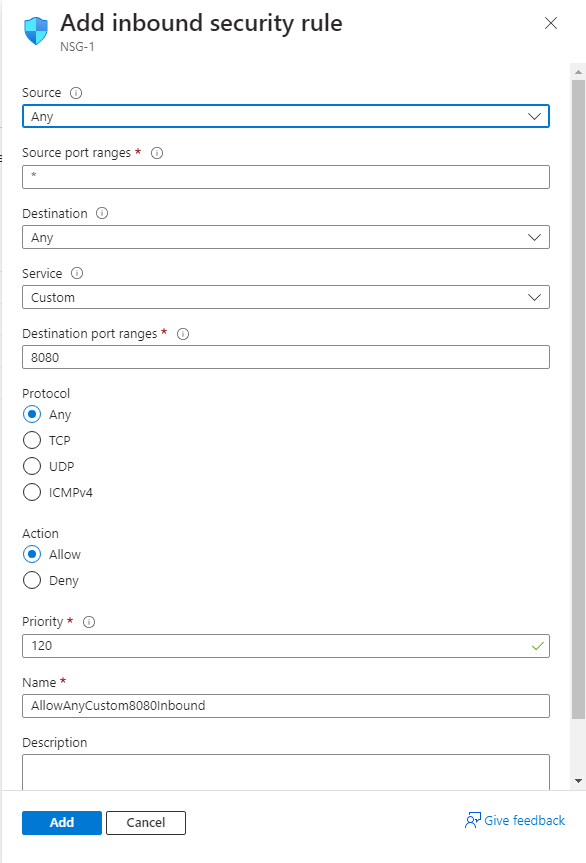 Add inbound security rule
NSG-1
Source
Any
Source port ranges *
*
Destination
Any
Service
Custom
Destination port ranges *
8080
Protocol
Any
TCP
UDP
ICMPv4
Action
Allow
Deny
Priority *
120
Name *
AllowAnyCustom8080Inbound
Description
Add
Cancel
Give feedback